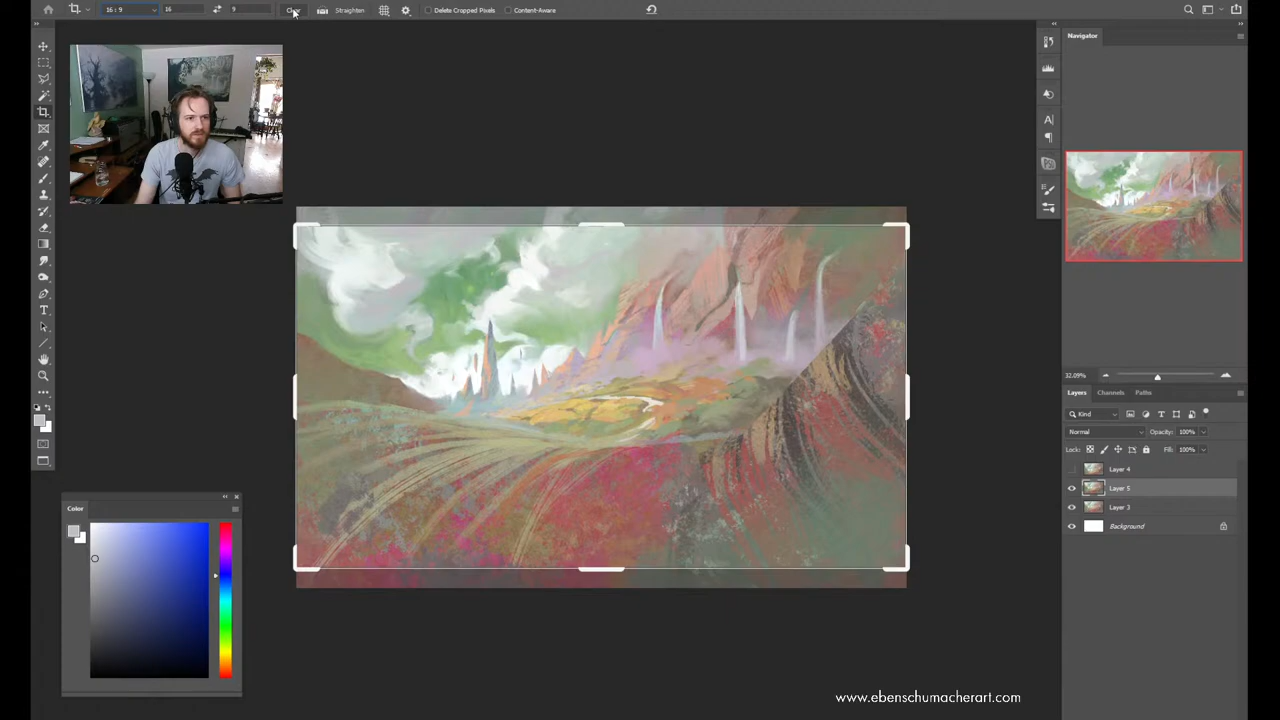 16 : 9 16 9 Clear Straighten Delete Cropped Pixels Content-Aware
Navigator
32.09%
Layers Channels Paths
Kind
Normal Opacity: 100%
Lock: Fill: 100%
Layer 4
Layer 5
Layer 3
Background
Color
www.ebenschumacherart.com